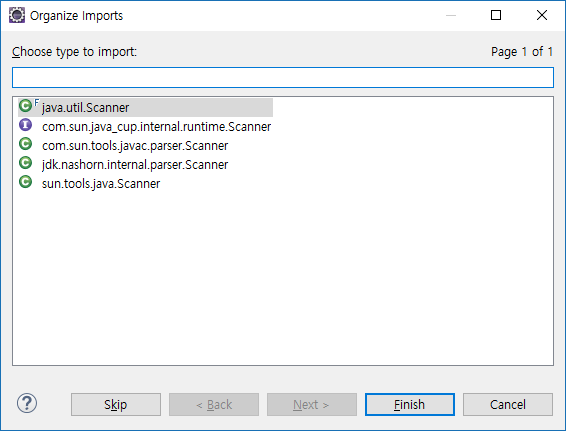 Organize Imports
Choose type to import:
Page 1 of 1
java.util.Scanner
com.sun.java_cup.internal.runtime.Scanner
com.sun.tools.javac.parser.Scanner
jdk.nashorn.internal.parser.Scanner
sun.tools.java.Scanner
Skip
< Back
Next >
Finish
Cancel